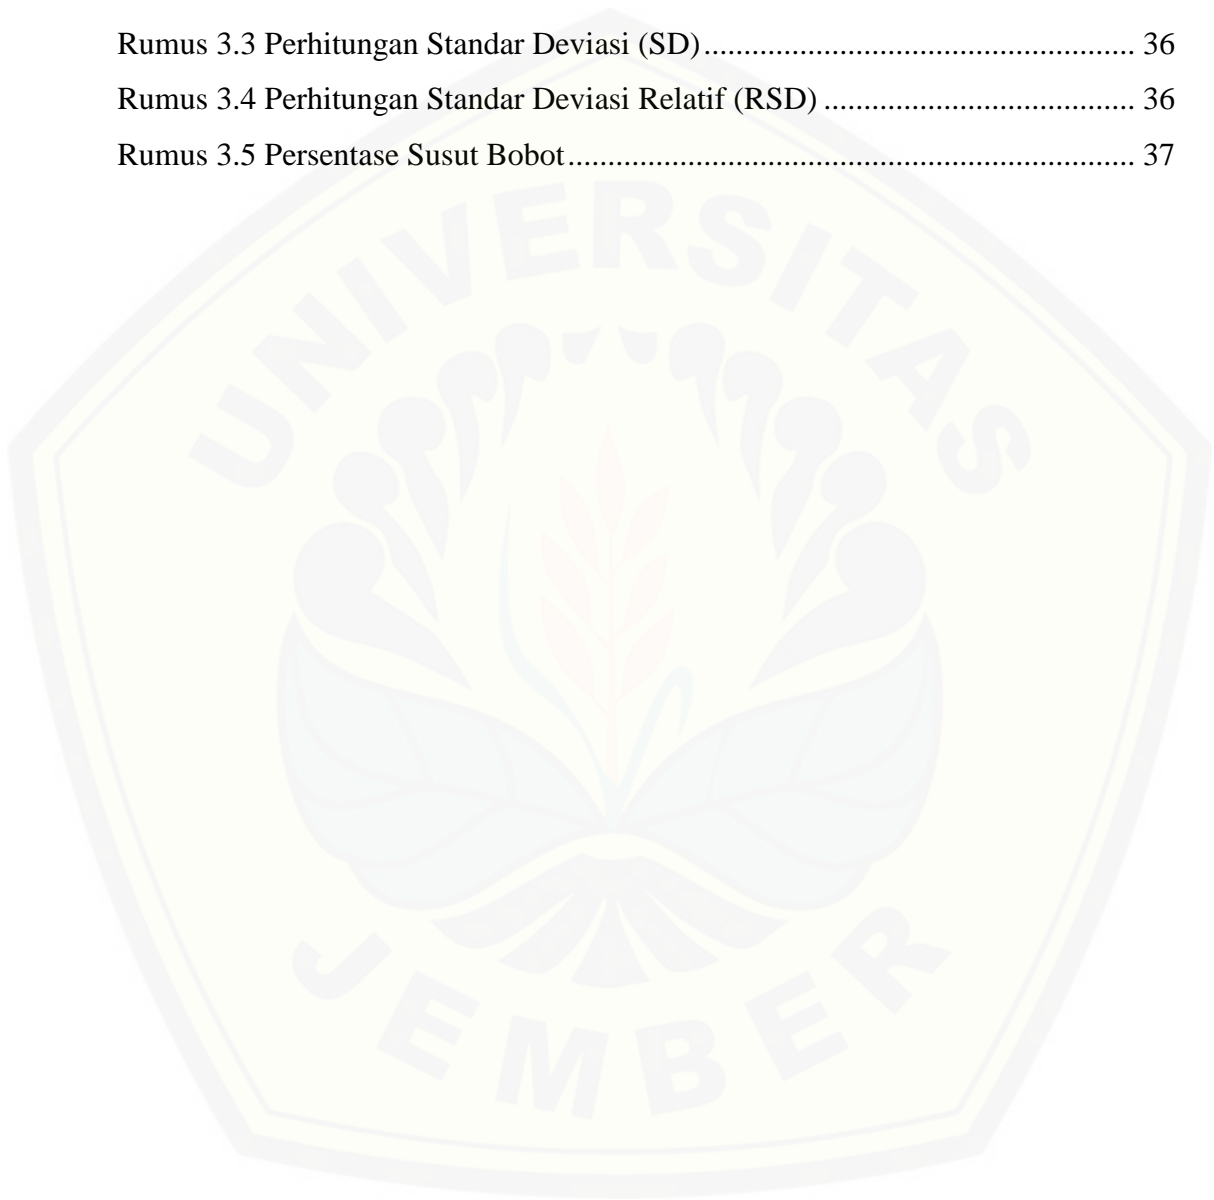 Rumus 3.3 Perhitungan Standar Deviasi (SD)..................................................... 36
Rumus 3.4 Perhitungan Standar Deviasi Relatif (RSD) ...................................... 36
Rumus 3.5 Persentase Susut Bobot...................................................................... 37
UNIVERSITAS
JEMBER